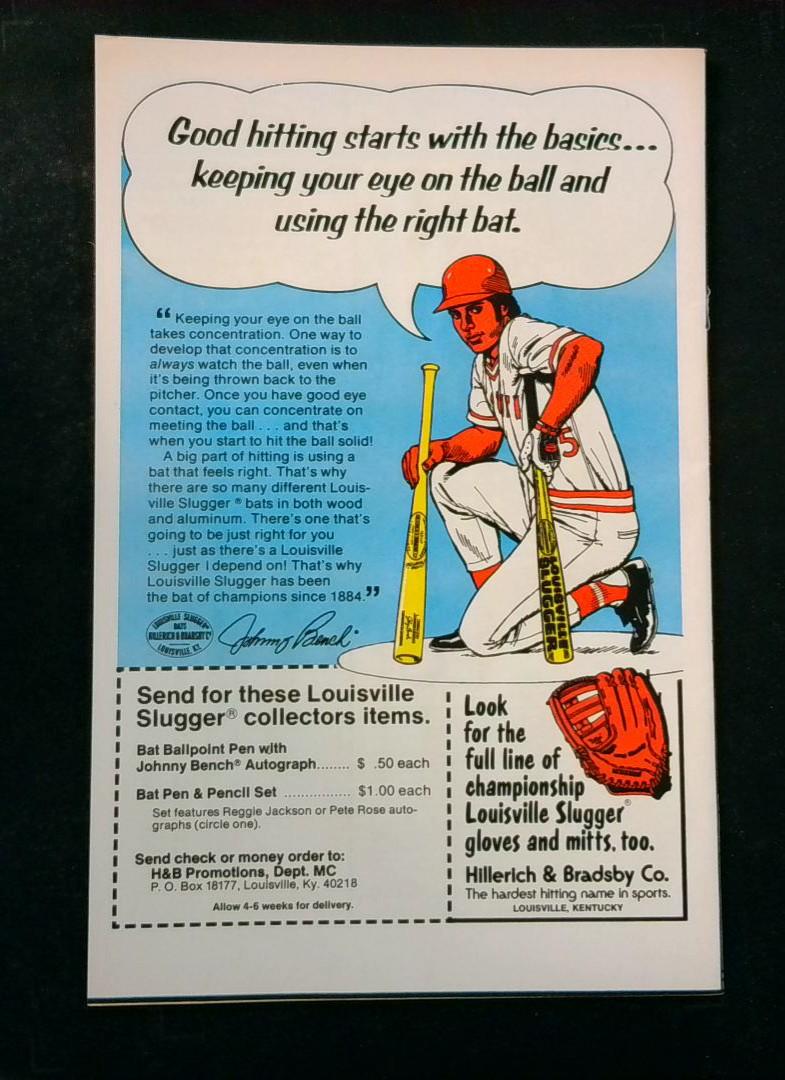 Good hitting starts with the basics...
keeping your eye on the ball and
using the right bat.
“ Keeping your eye on the ball
takes concentration. One way to
develop that concentration is to
always watch the ball, even when
it's being thrown back to the
pitcher. Once you have good eye
contact, you can concentrate on
meeting the ball . . . and that's
when you start to hit the ball solid!
A big part of hitting is using a
bat that feels right. That's why
there are so many different Louis-
ville Slugger ® bats in both wood
and aluminum. There's one that's
going to be just right for you
. . . just as there's a Louisville
Slugger I depend on! That's why
Louisville Slugger has been
the bat of champions since 1884.”
LOUISVILLE SLUGGER
BATS
HILLERICH & BRADSBY Cº
LOUISVILLE, KY.
Johnny Bench
5
LOUISVILLE
SLUGGER
Send for these Louisville
Slugger® collectors items.
Bat Ballpoint Pen with
Johnny Bench® Autograph........ $ .50 each
Bat Pen & Pencil Set ................ $1.00 each
Set features Reggie Jackson or Pete Rose auto-
graphs (circle one).
Send check or money order to:
H&B Promotions, Dept. MC
P. O. Box 18177, Louisville, Ky. 40218
Allow 4-6 weeks for delivery.
Look
for the
full line of
championship
Louisville Slugger®
gloves and mitts, too.
Hillerich & Bradsby Co.
The hardest hitting name in sports.
LOUISVILLE, KENTUCKY